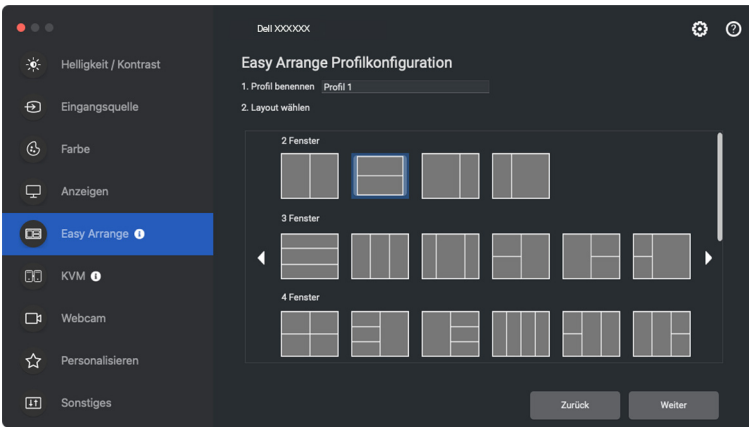 Dell XXXXXX
Helligkeit / Kontrast
Eingangsquelle
Farbe
Anzeigen
Easy Arrange
KVM
Webcam
Personalisieren
Sonstiges
Easy Arrange Profilkonfiguration
1. Profil benennen Profil 1
2. Layout wählen
2 Fenster
3 Fenster
4 Fenster
Zurück
Weiter